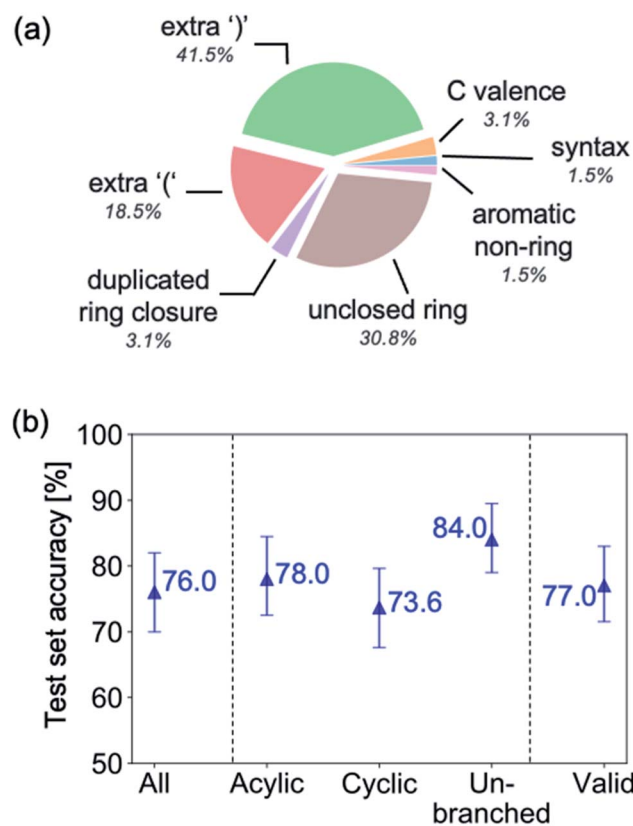 (a)
extra ‘)’
41.5%
C valence
3.1%
syntax
1.5%
extra ‘(‘
18.5%
aromatic
non-ring
1.5%
duplicated
ring closure
3.1%
unclosed ring
30.8%
(b)
Test set accuracy [%]
100
90
80
70
60
50
76.0
78.0
73.6
84.0
77.0
All
Acylic
Cyclic
Un-
branched
Valid